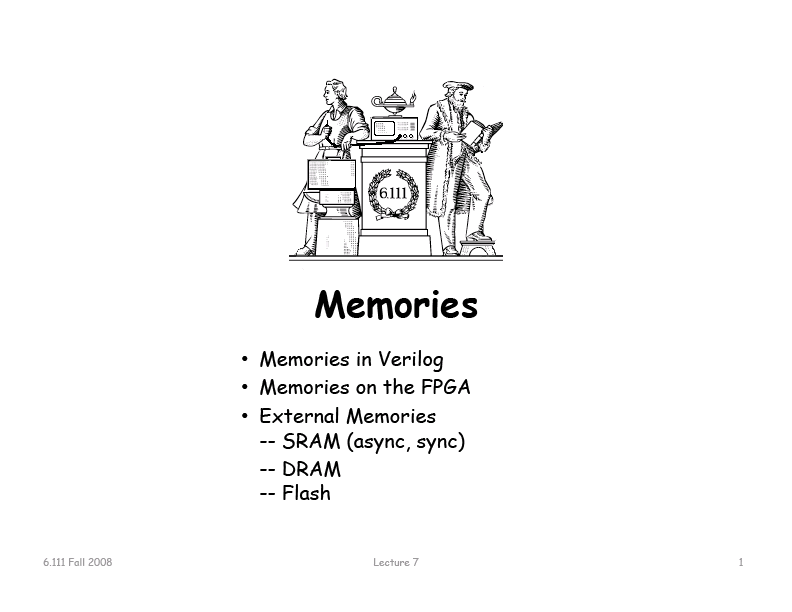 6.111
Memories
• Memories in Verilog
• Memories on the FPGA
• External Memories
-- SRAM (async, sync)
-- DRAM
-- Flash
6.111 Fall 2008
Lecture 7
1